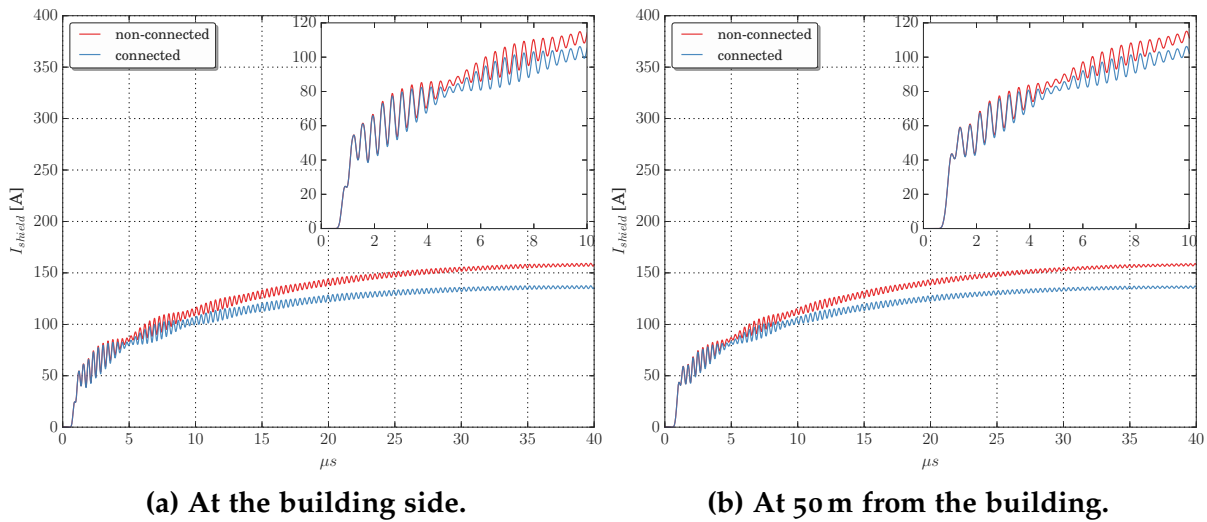 400
350
300
250
200
150
100
50
0
I_shield [A]
non-connected
connected
120
100
80
60
40
20
0
0 2 4 6 8 10
0 5 10 15 20 25 30 35 40
μs
(a) At the building side.
400
350
300
250
200
150
100
50
0
I_shield [A]
non-connected
connected
120
100
80
60
40
20
0
0 2 4 6 8 10
0 5 10 15 20 25 30 35 40
μs
(b) At 50 m from the building.